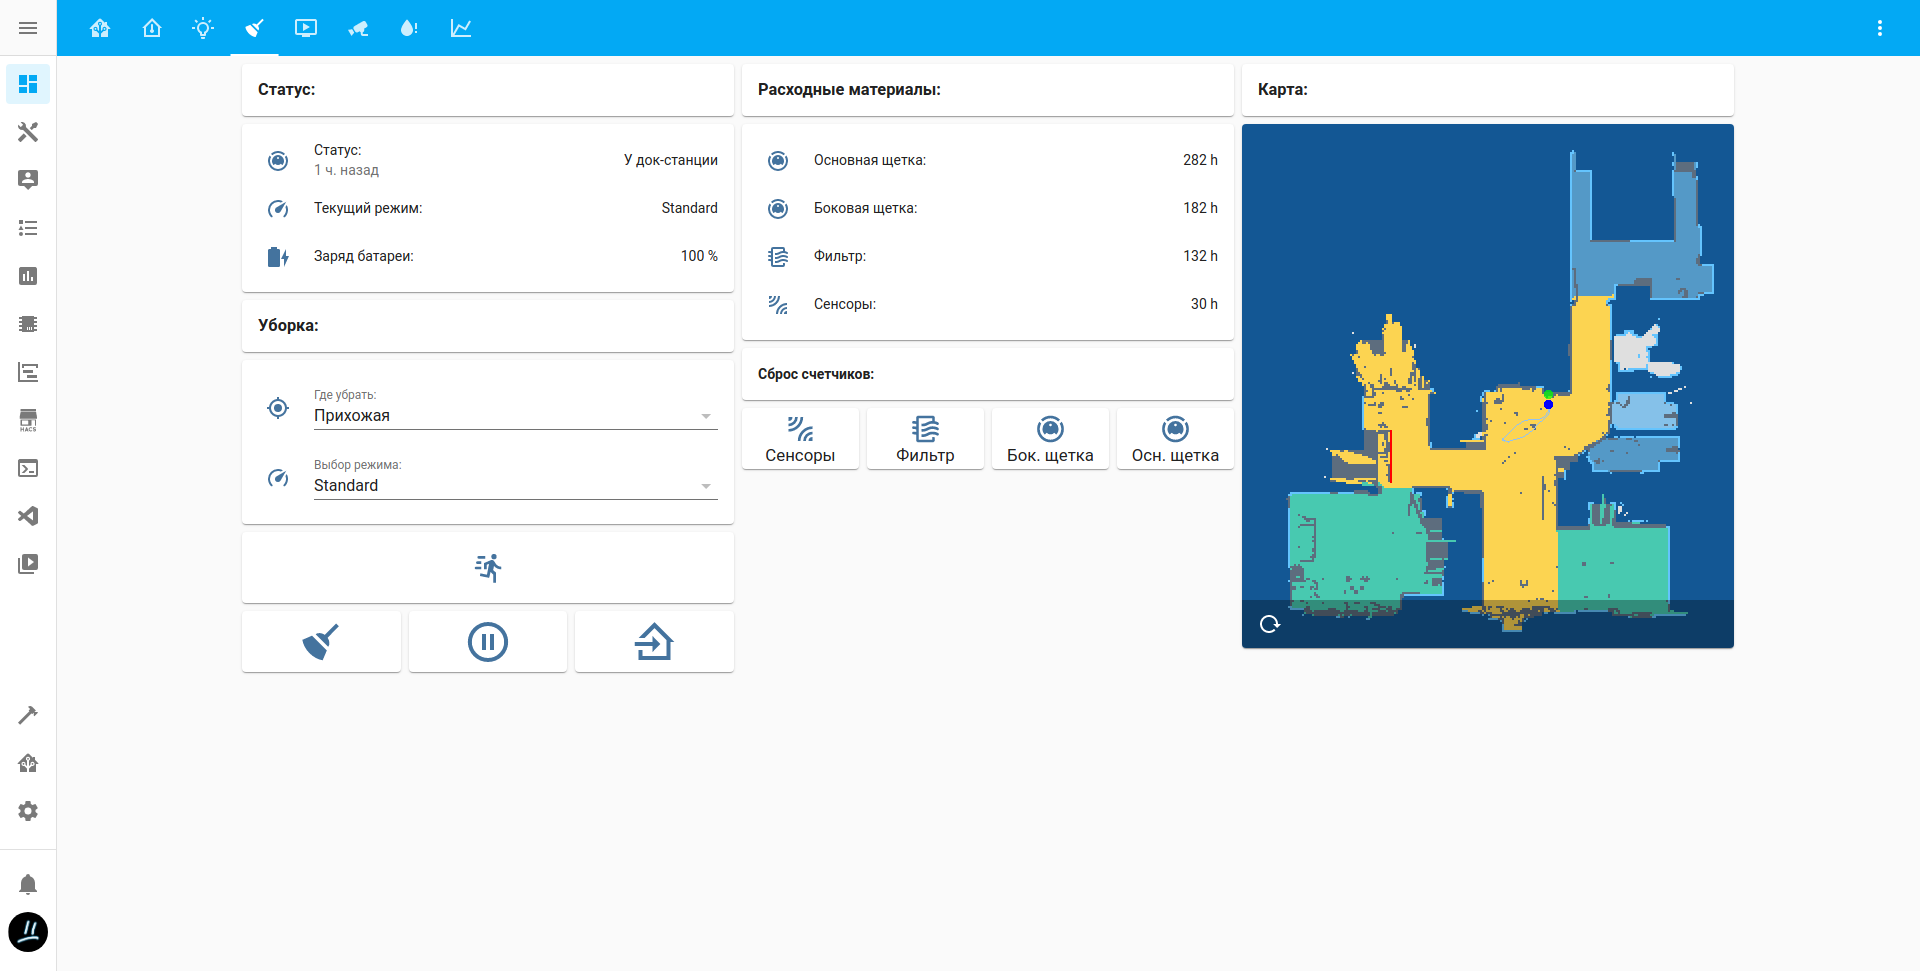 Статус:
Статус:
1 ч. назад
У док-станции
Текущий режим:
Standard
Заряд батареи:
100 %
Уборка:
Где убрать:
Прихожая
Выбор режима:
Standard
Расходные материалы:
Основная щетка:
282 h
Боковая щетка:
182 h
Фильтр:
132 h
Сенсоры:
30 h
Сброс счетчиков:
Сенсоры
Фильтр
Бок. щетка
Осн. щетка
Карта:
HACS